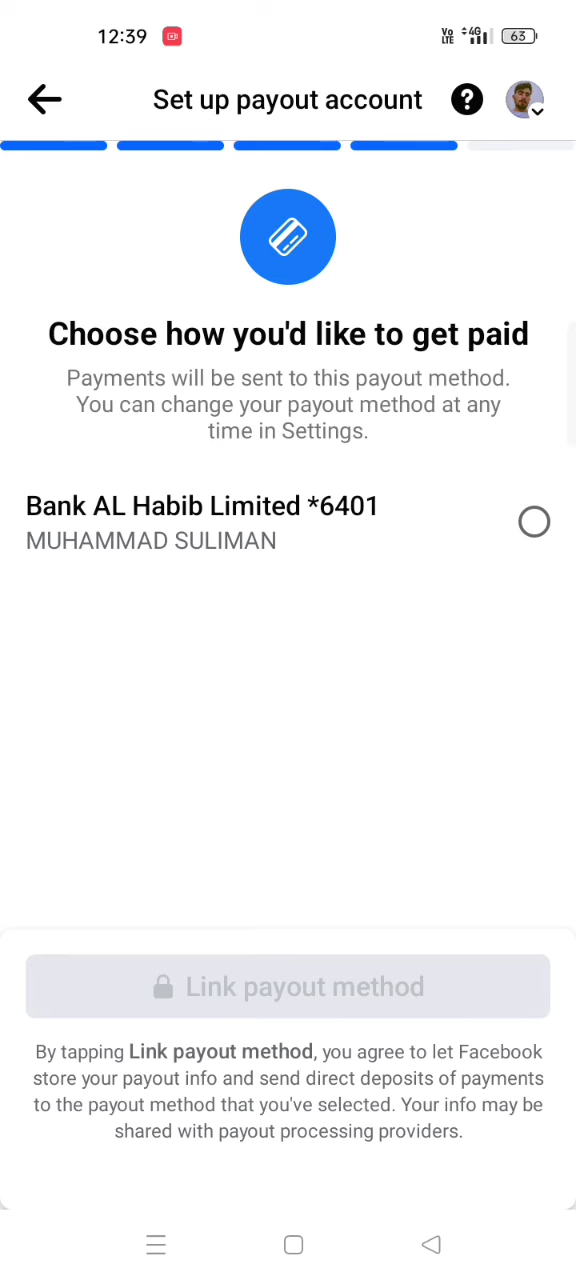 12:39
Vo LTE 4G 63
Set up payout account
Choose how you'd like to get paid
Payments will be sent to this payout method.
You can change your payout method at any
time in Settings.
Bank AL Habib Limited *6401
MUHAMMAD SULIMAN
Link payout method
By tapping Link payout method, you agree to let Facebook
store your payout info and send direct deposits of payments
to the payout method that you've selected. Your info may be
shared with payout processing providers.